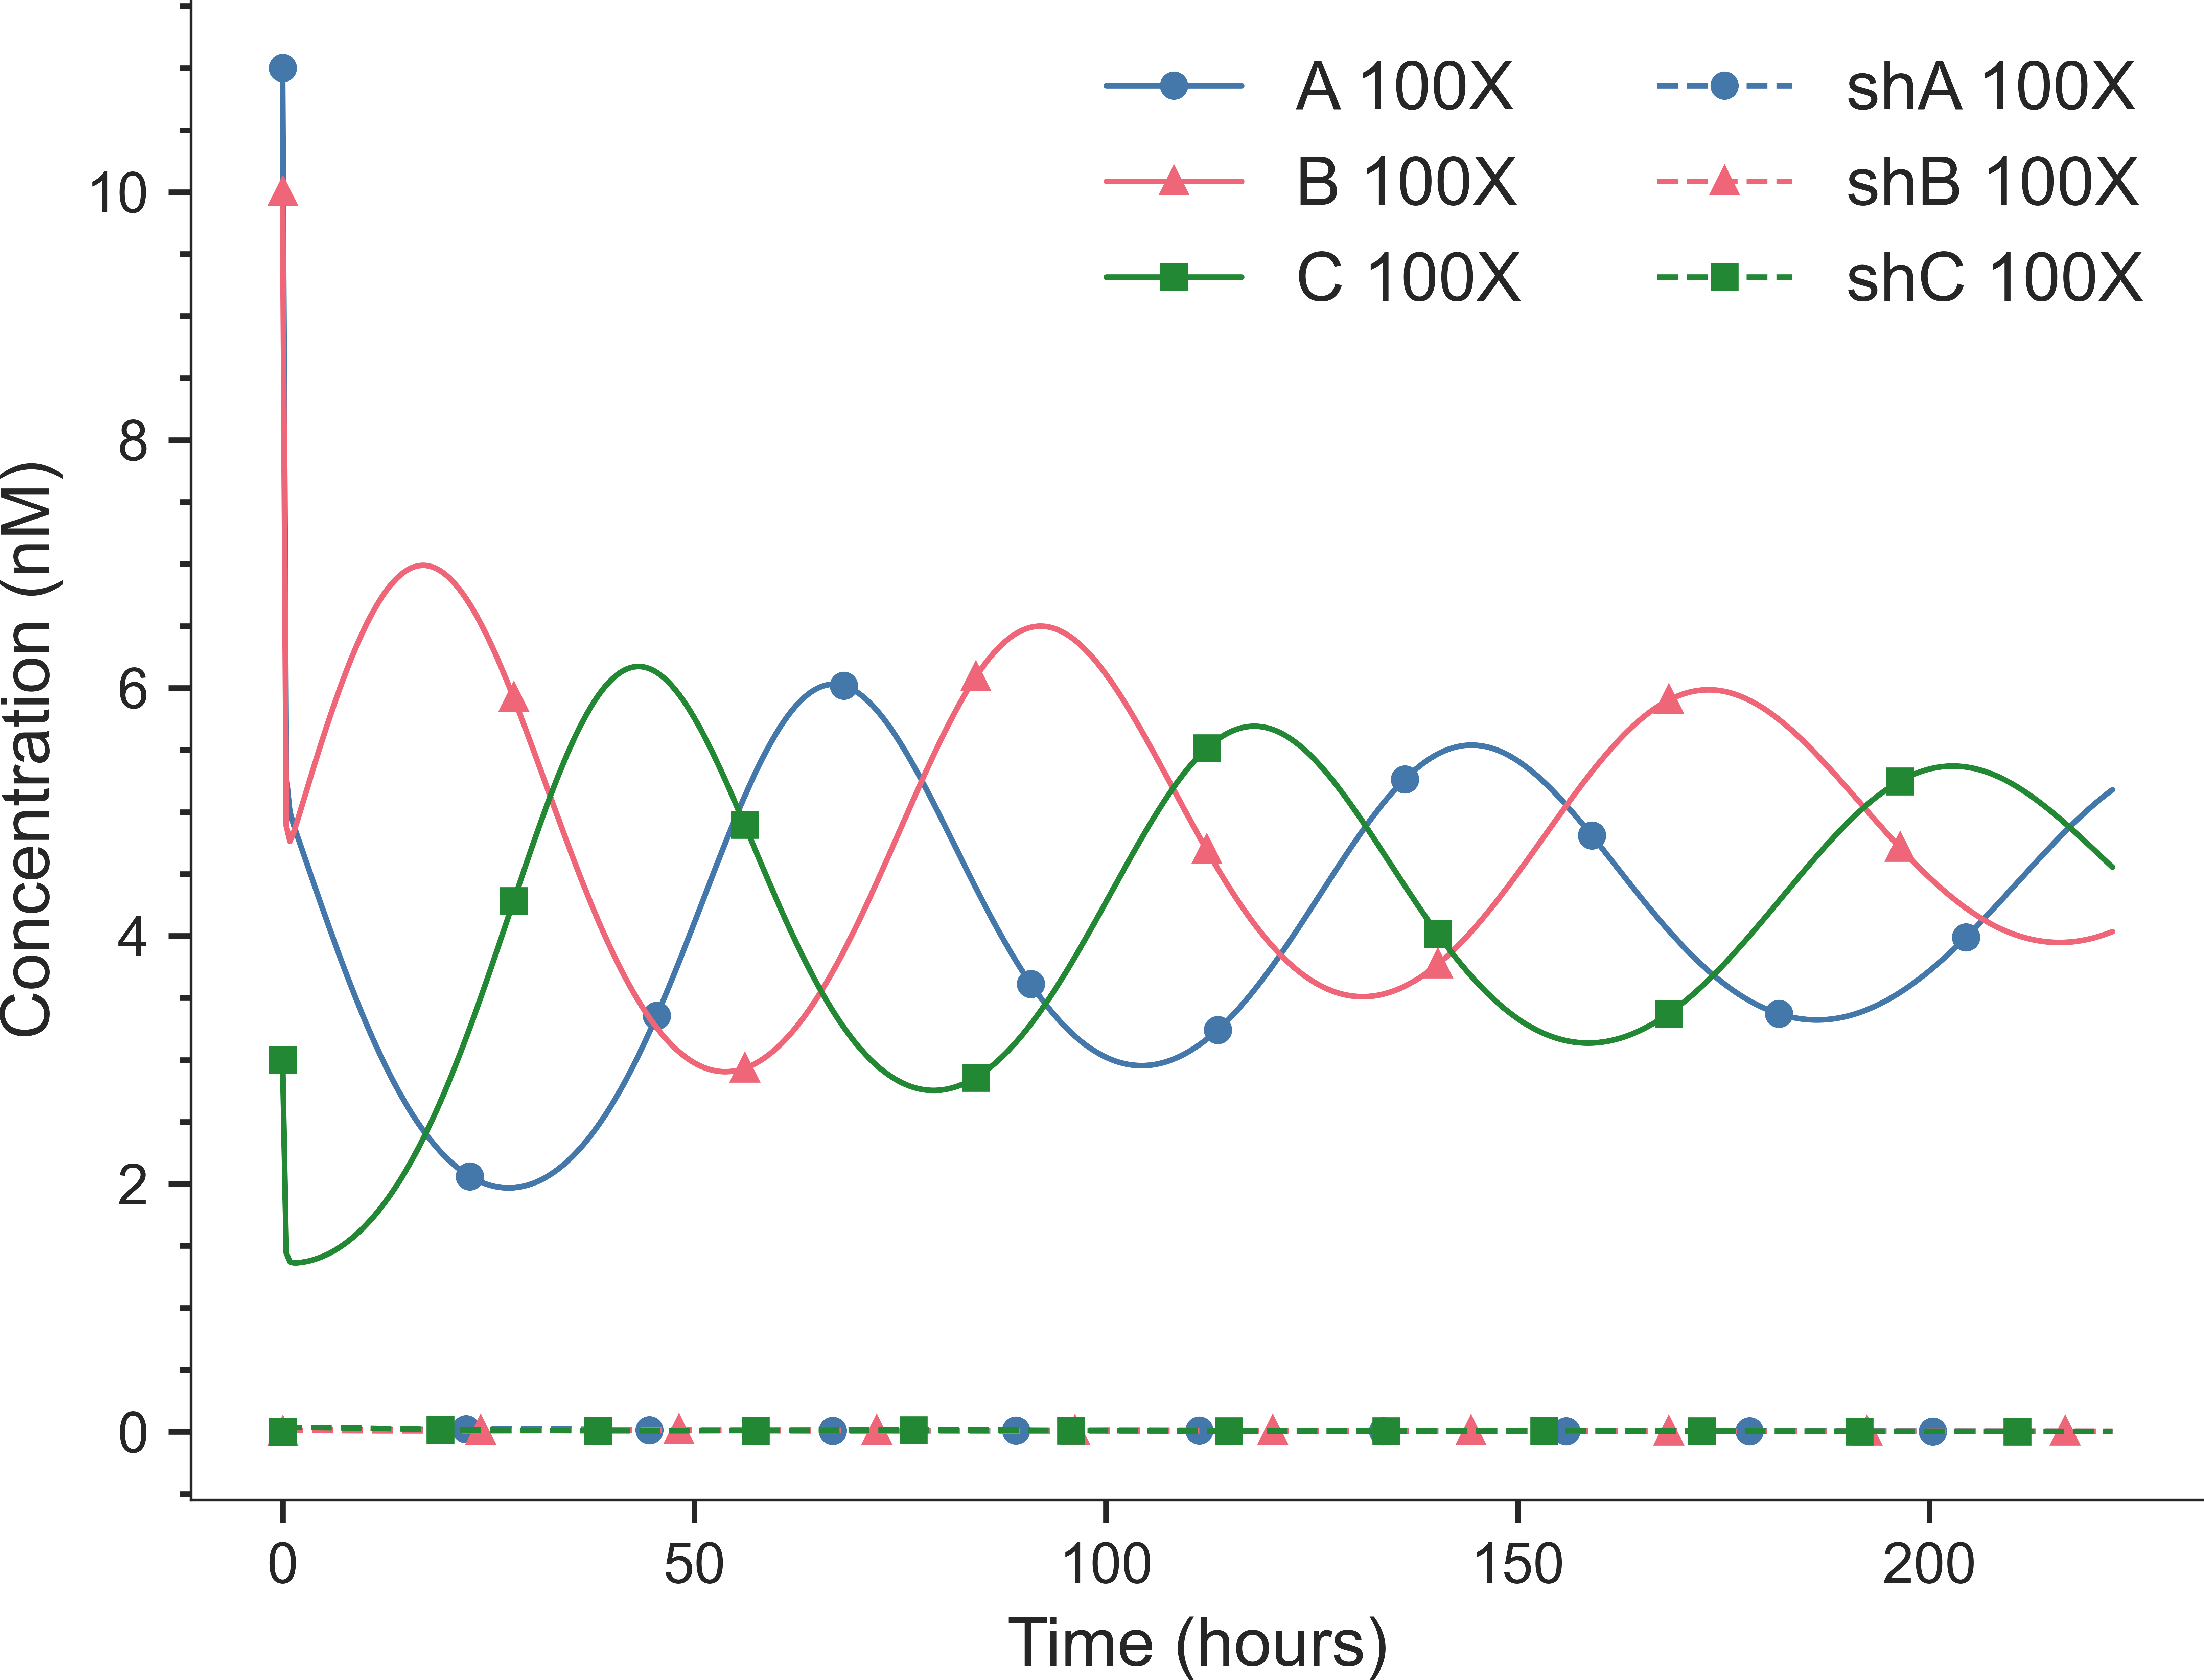 A 100X
B 100X
C 100X
shA 100X
shB 100X
shC 100X
Concentration (nM)
10
8
6
4
2
0
0 50 100 150 200
Time (hours)